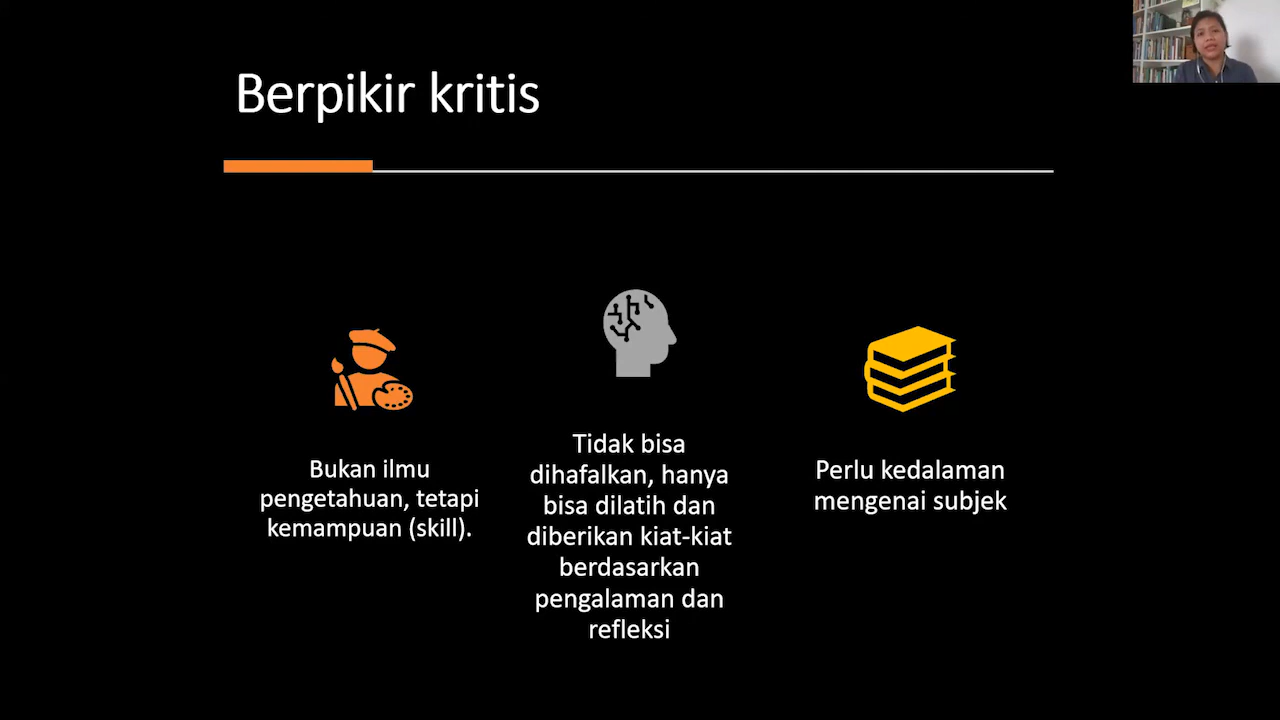 Berpikir kritis
Bukan ilmu
pengetahuan, tetapi
kemampuan (skill).
Tidak bisa
dihafalkan, hanya
bisa dilatih dan
diberikan kiat-kiat
berdasarkan
pengalaman dan
refleksi
Perlu kedalaman
mengenai subjek